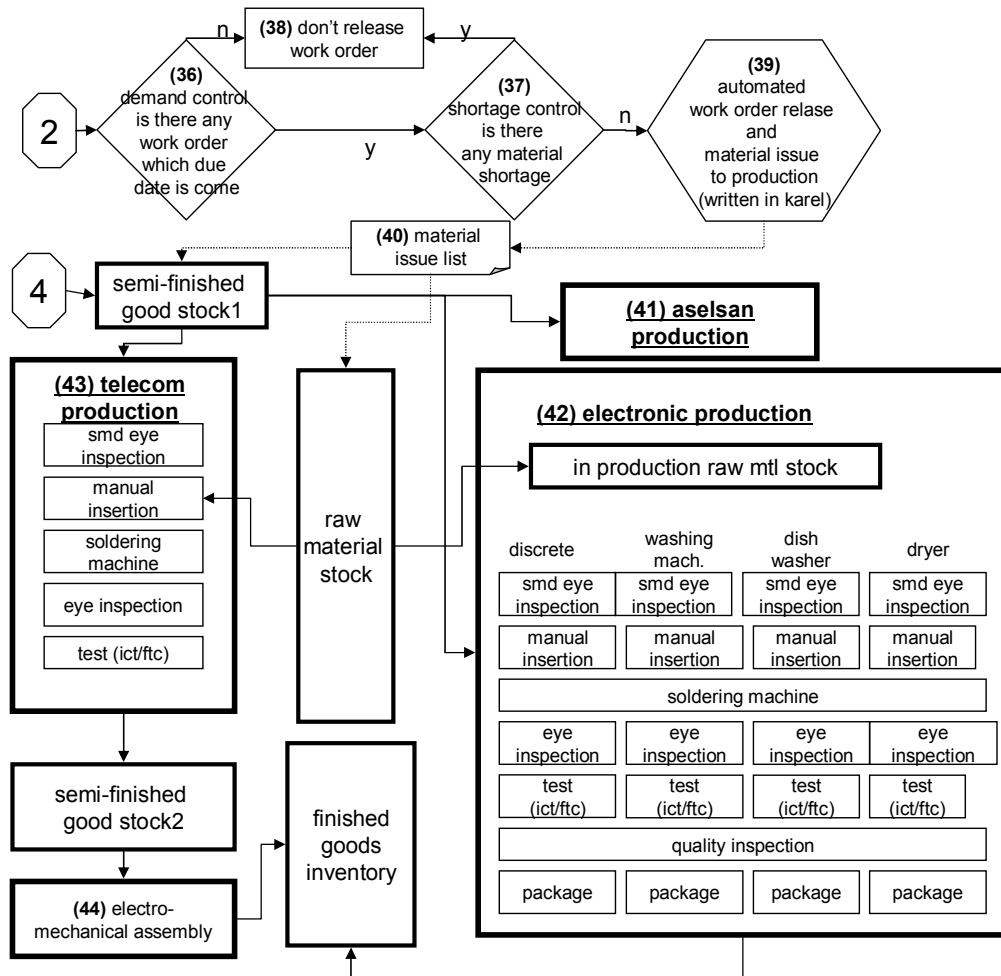 n
(38) don't release
work order
y
(36)
demand control
is there any
work order
which due
date is come
(37)
shortage control
is there
any material
shortage
(39)
automated
work order relase
and
material issue
to production
(written in karel)
2
y
n
(40) material
issue list
4
semi-finished
good stock1
(41) aselsan
production
(43) telecom
production
smd eye
inspection
manual
insertion
soldering
machine
eye inspection
test (ict/ftc)
raw
material
stock
(42) electronic production
in production raw mtl stock
discrete
washing
mach.
dish
washer
dryer
smd eye
inspection
smd eye
inspection
smd eye
inspection
smd eye
inspection
manual
insertion
manual
insertion
manual
insertion
manual
insertion
soldering machine
eye
inspection
eye
inspection
eye
inspection
eye
inspection
test
(ict/ftc)
test
(ict/ftc)
test
(ict/ftc)
test
(ict/ftc)
quality inspection
package
package
package
package
semi-finished
good stock2
finished
goods
inventory
(44) electro-
mechanical assembly